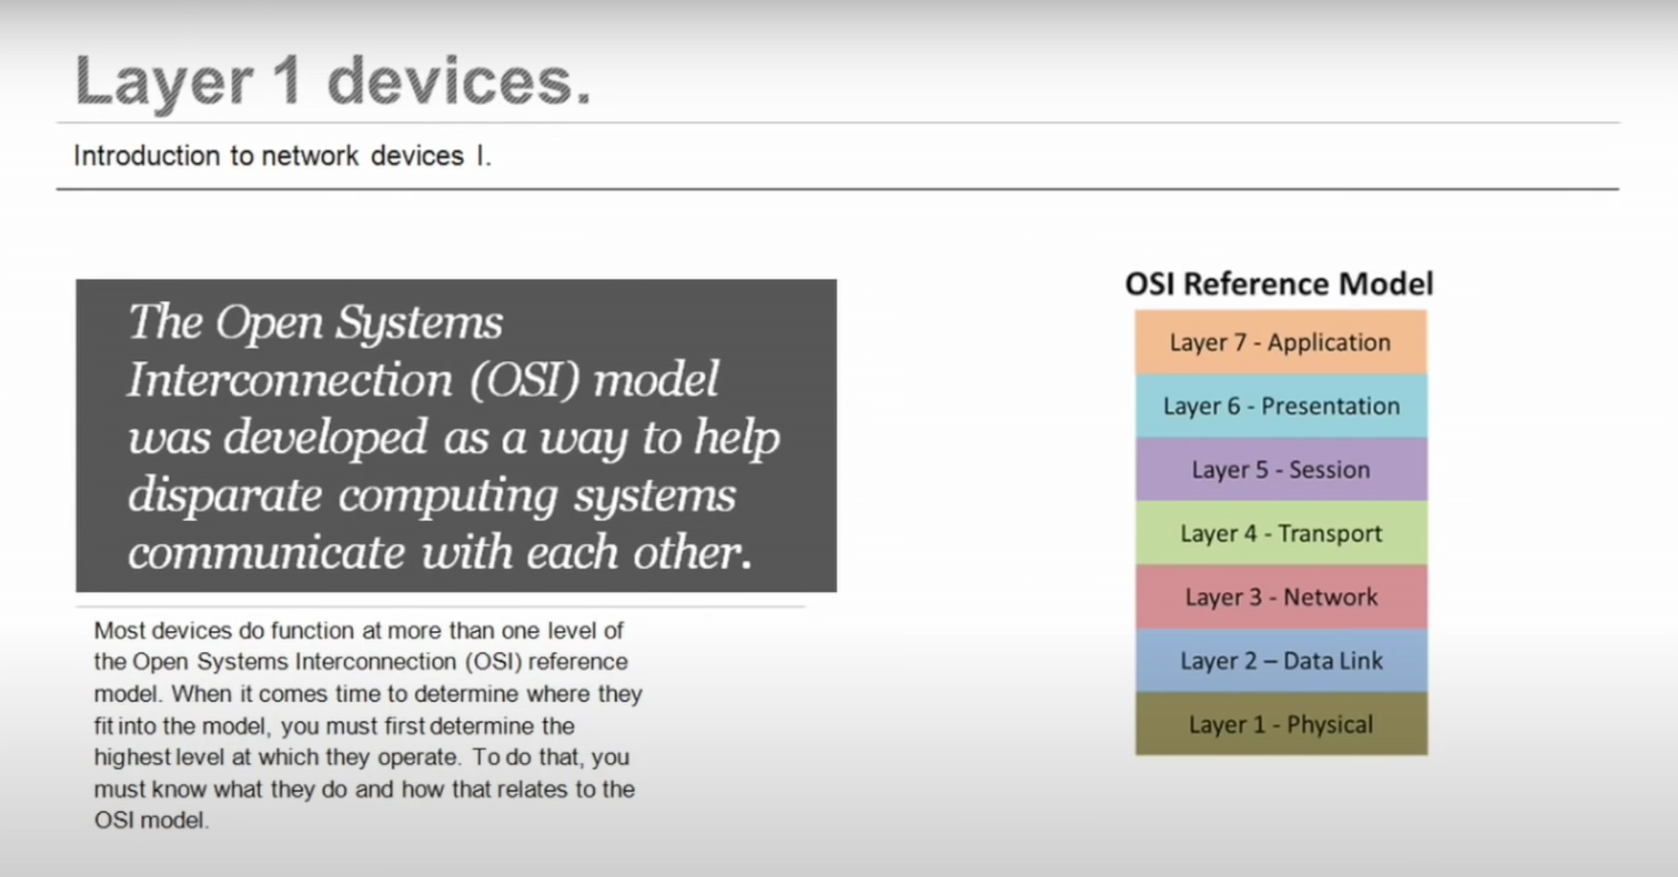 Layer 1 devices.
Introduction to network devices I.
The Open Systems
Interconnection (OSI) model
was developed as a way to help
disparate computing systems
communicate with each other.
Most devices do function at more than one level of
the Open Systems Interconnection (OSI) reference
model. When it comes time to determine where they
fit into the model, you must first determine the
highest level at which they operate. To do that, you
must know what they do and how that relates to the
OSI model.
OSI Reference Model
Layer 7 - Application
Layer 6 - Presentation
Layer 5 - Session
Layer 4 - Transport
Layer 3 - Network
Layer 2 – Data Link
Layer 1 - Physical